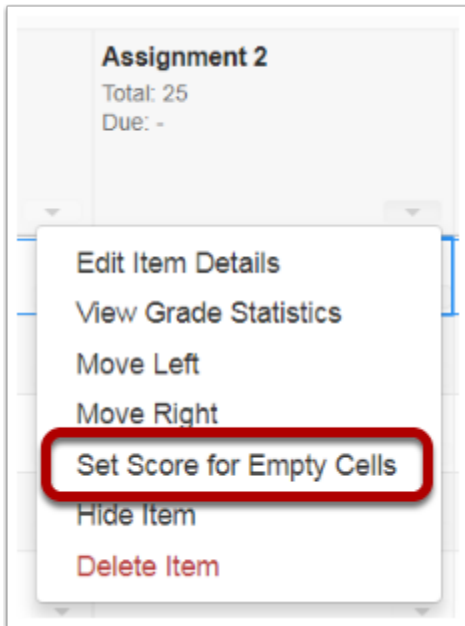 Assignment 2
Total: 25
Due: -
Edit Item Details
View Grade Statistics
Move Left
Move Right
Set Score for Empty Cells
Hide Item
Delete Item